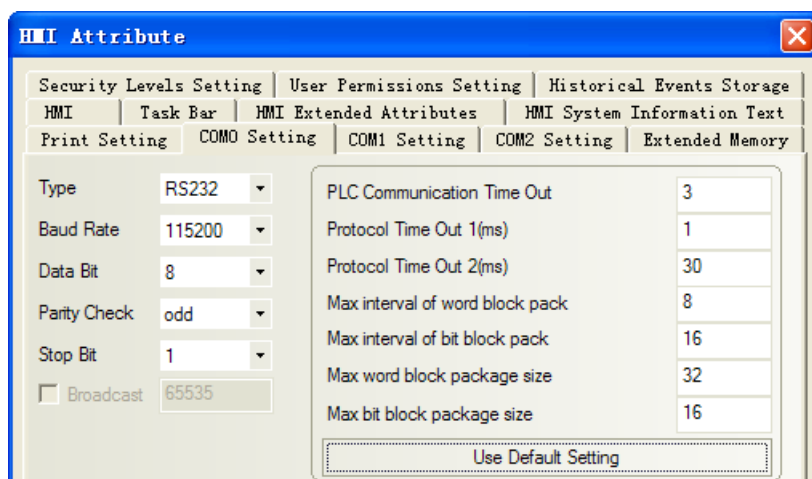 HMI Attribute
Security Levels Setting User Permissions Setting Historical Events Storage
HMI Task Bar HMI Extended Attributes HMI System Information Text
Print Setting COM0 Setting COM1 Setting COM2 Setting Extended Memory
Type RS232
Baud Rate 115200
Data Bit 8
Parity Check odd
Stop Bit 1
Broadcast 65535
PLC Communication Time Out 3
Protocol Time Out 1(ms) 1
Protocol Time Out 2(ms) 30
Max interval of word block pack 8
Max interval of bit block pack 16
Max word block package size 32
Max bit block package size 16
Use Default Setting